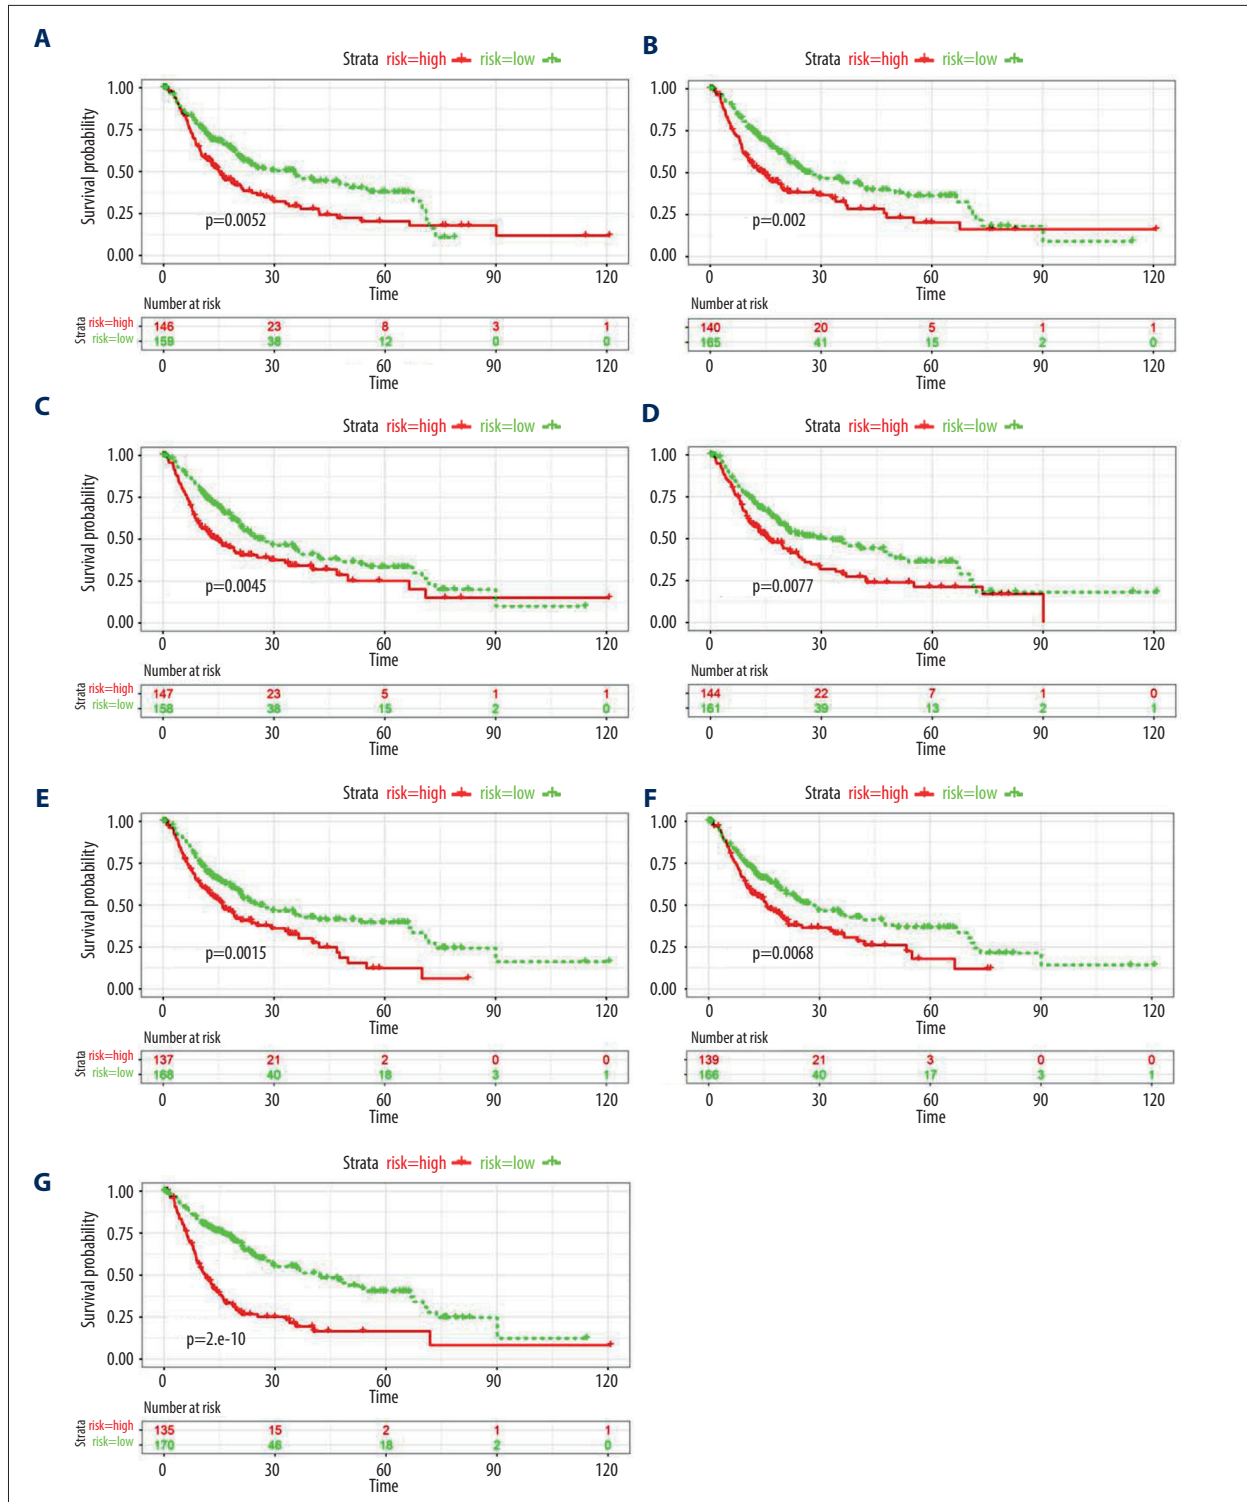 A
Strata risk=high risk=low
Survival probability
1.00
0.75
0.50
0.25
0.00
p=0.0052
0 30 60 90 120
Time
Number at risk
Strata
risk=high 146 23 8 3 1
risk=low 159 38 12 0 0
0 30 60 90 120
Time
B
Strata risk=high risk=low
1.00
0.75
0.50
0.25
0.00
p=0.002
0 30 60 90 120
Time
Number at risk
140 20 5 1 1
165 41 15 2 0
0 30 60 90 120
Time
C
Strata risk=high risk=low
Survival probability
1.00
0.75
0.50
0.25
0.00
p=0.0045
0 30 60 90 120
Time
Number at risk
Strata
risk=high 147 23 5 1 1
risk=low 158 38 15 2 0
0 30 60 90 120
Time
D
Strata risk=high risk=low
1.00
0.75
0.50
0.25
0.00
p=0.0077
0 30 60 90 120
Time
Number at risk
144 22 7 1 0
161 39 13 2 1
0 30 60 90 120
Time
E
Strata risk=high risk=low
Survival probability
1.00
0.75
0.50
0.25
0.00
p=0.0015
0 30 60 90 120
Time
Number at risk
Strata
risk=high 137 21 2 0 0
risk=low 168 40 18 3 1
0 30 60 90 120
Time
F
Strata risk=high risk=low
1.00
0.75
0.50
0.25
0.00
p=0.0068
0 30 60 90 120
Time
Number at risk
139 21 3 0 0
166 40 17 3 1
0 30 60 90 120
Time
G
Strata risk=high risk=low
Survival probability
1.00
0.75
0.50
0.25
0.00
p=2.e-10
0 30 60 90 120
Time
Number at risk
Strata
risk=high 135 15 2 1 1
risk=low 170 46 18 2 0
0 30 60 90 120
Time